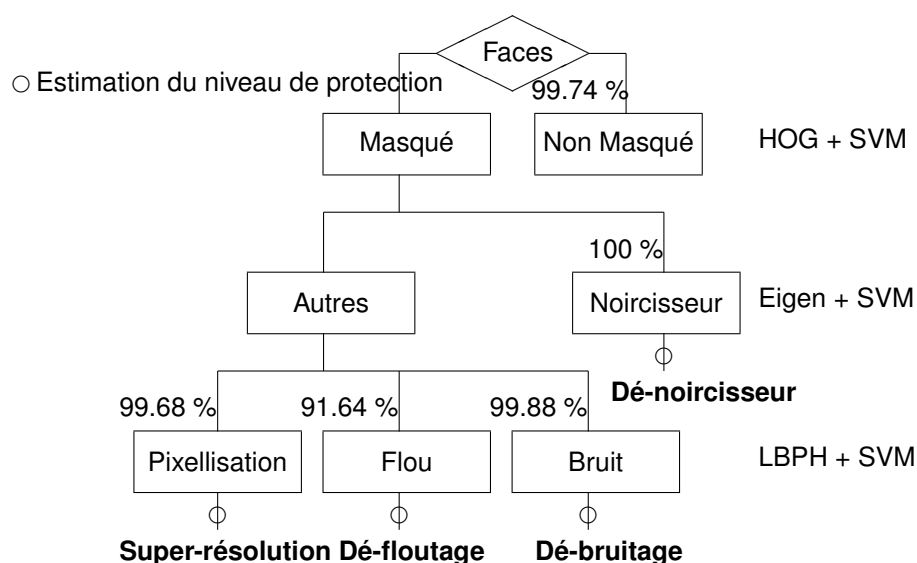 Faces
○ Estimation du niveau de protection
99.74 %
Masqué
Non Masqué
HOG + SVM
100 %
Autres
Noircisseur
Eigen + SVM
Dé-noircisseur
99.68 %
91.64 %
99.88 %
Pixellisation
Flou
Bruit
LBPH + SVM
Super-résolution
Dé-floutage
Dé-bruitage